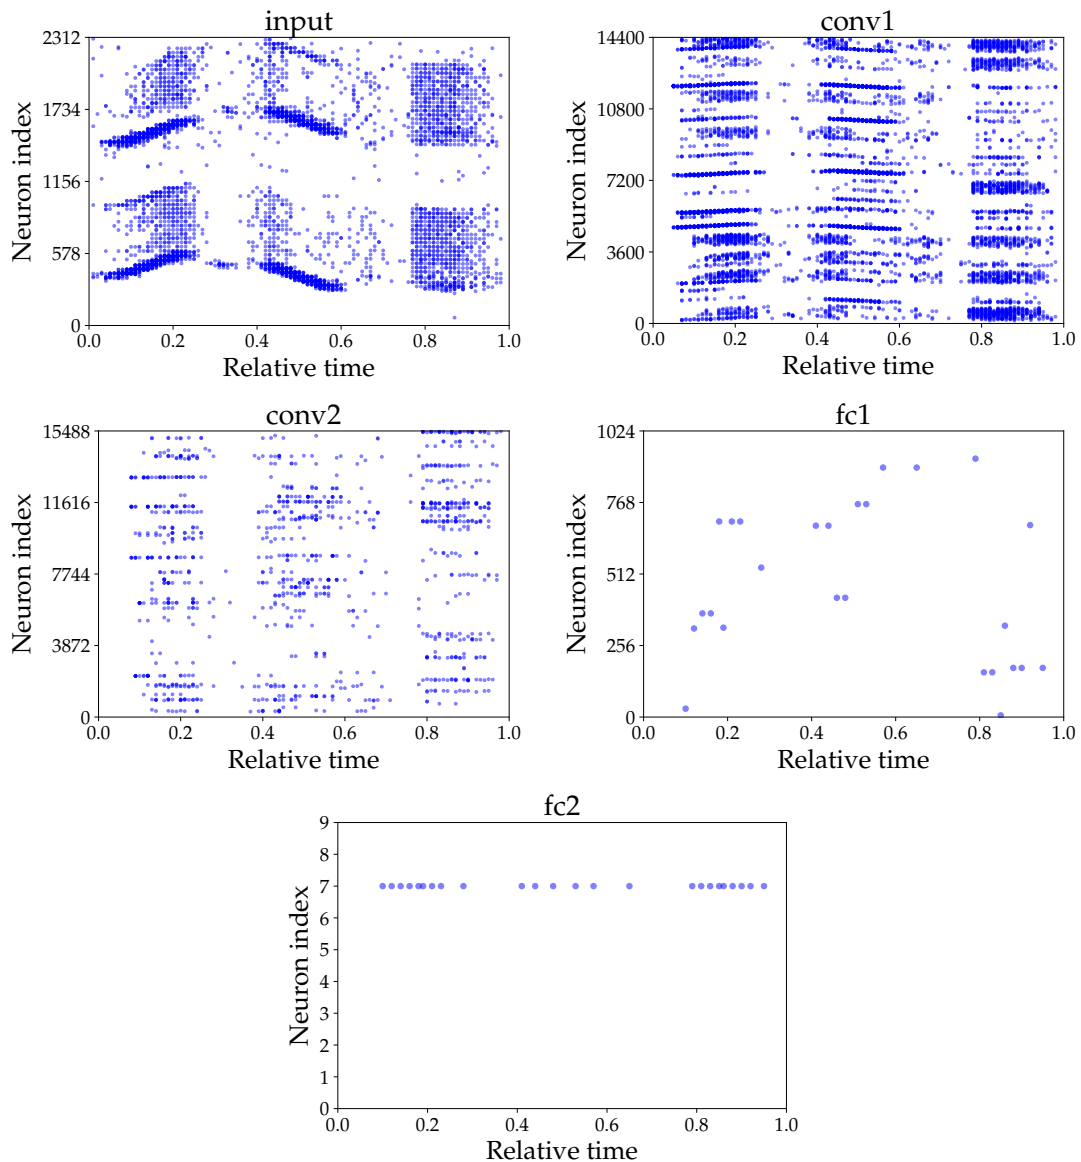 input
conv1
2312
1734
1156
578
0
Neuron index
0.0 0.2 0.4 0.6 0.8 1.0
Relative time
14400
10800
7200
3600
0
Neuron index
0.0 0.2 0.4 0.6 0.8 1.0
Relative time
conv2
fc1
15488
11616
7744
3872
0
Neuron index
0.0 0.2 0.4 0.6 0.8 1.0
Relative time
1024
768
512
256
0
Neuron index
0.0 0.2 0.4 0.6 0.8 1.0
Relative time
fc2
9
8
7
6
5
4
3
2
1
0
Neuron index
0.0 0.2 0.4 0.6 0.8 1.0
Relative time